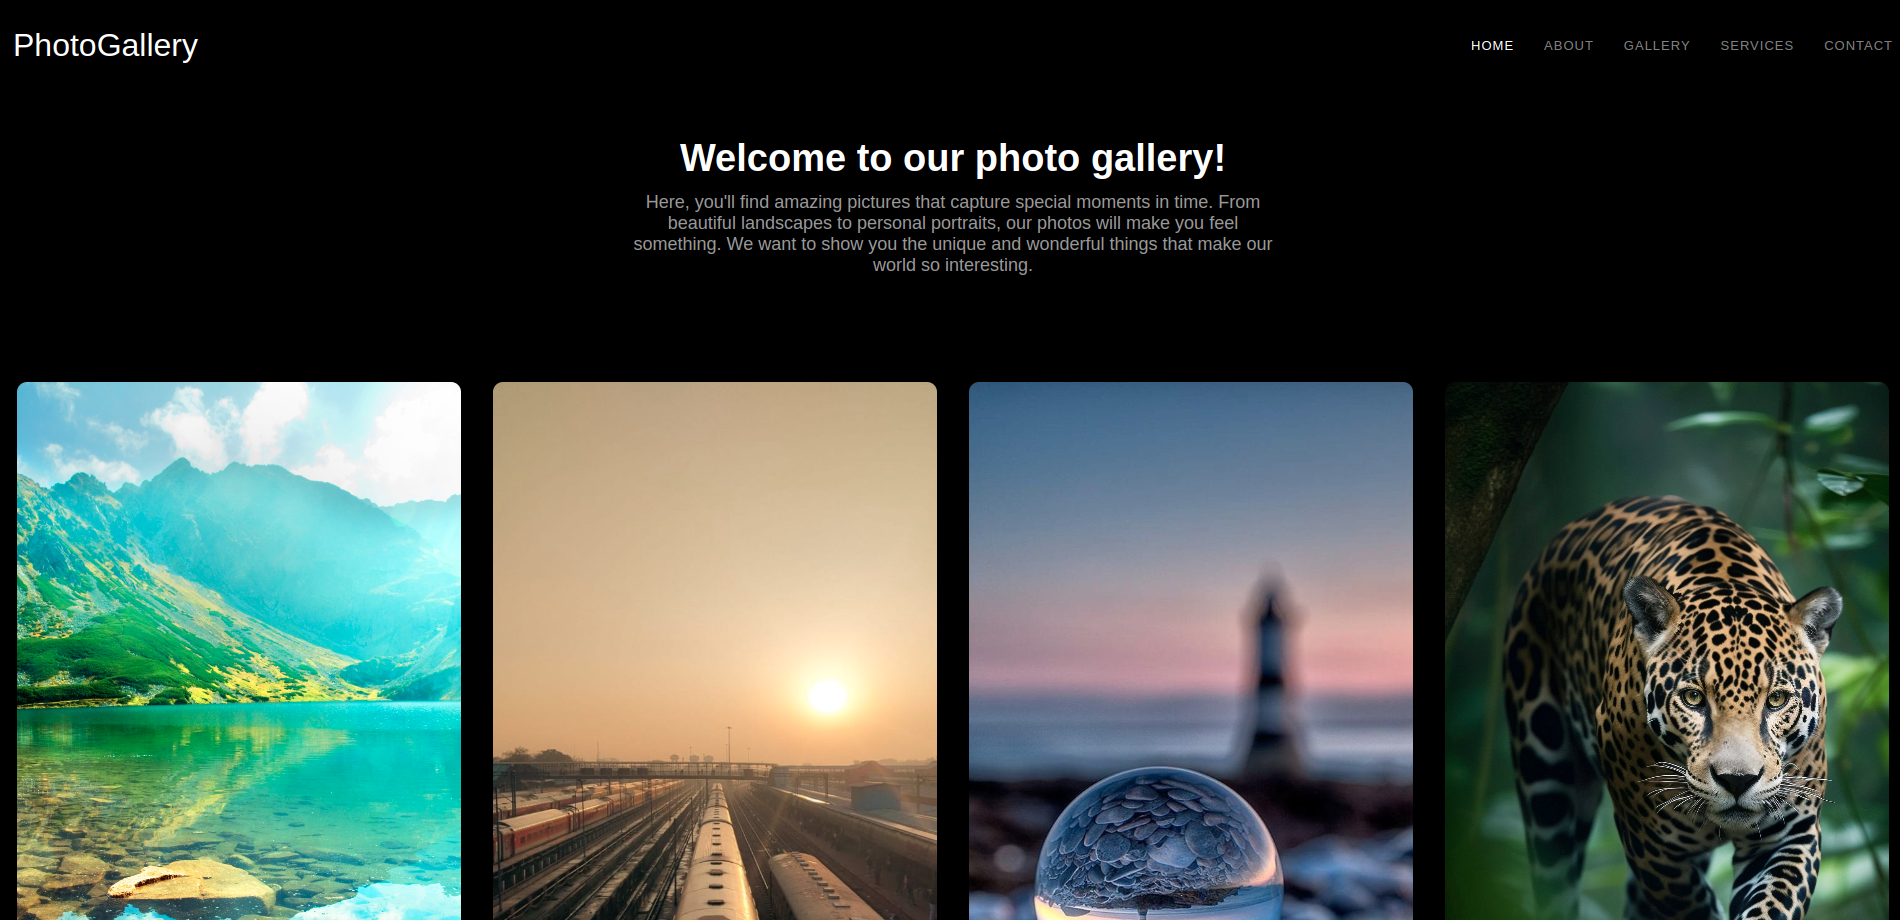 PhotoGallery
HOME ABOUT GALLERY SERVICES CONTACT
Welcome to our photo gallery!
Here, you'll find amazing pictures that capture special moments in time. From
beautiful landscapes to personal portraits, our photos will make you feel
something. We want to show you the unique and wonderful things that make our
world so interesting.